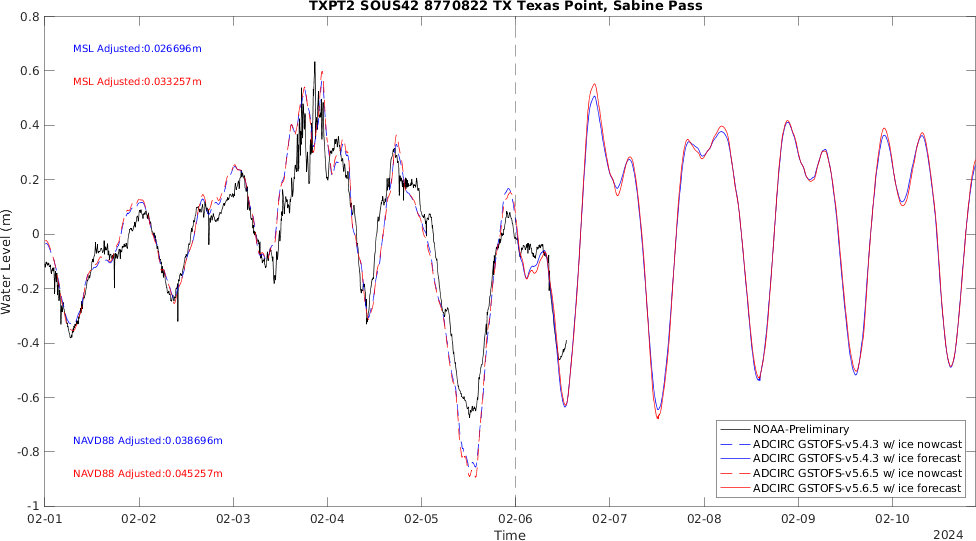 TXPT2 SOUS42 8770822 TX Texas Point, Sabine Pass
0.8
0.6
0.4
0.2
0
-0.2
-0.4
-0.6
-0.8
-1
Water Level (m)
MSL Adjusted:0.026696m
MSL Adjusted:0.033257m
NAVD88 Adjusted:0.038696m
NAVD88 Adjusted:0.045257m
NOAA-Preliminary
ADCIRC GSTOFS-v5.4.3 w/ ice nowcast
ADCIRC GSTOFS-v5.4.3 w/ ice forecast
ADCIRC GSTOFS-v5.6.5 w/ ice nowcast
ADCIRC GSTOFS-v5.6.5 w/ ice forecast
02-01 02-02 02-03 02-04 02-05 02-06 02-07 02-08 02-09 02-10
Time
2024